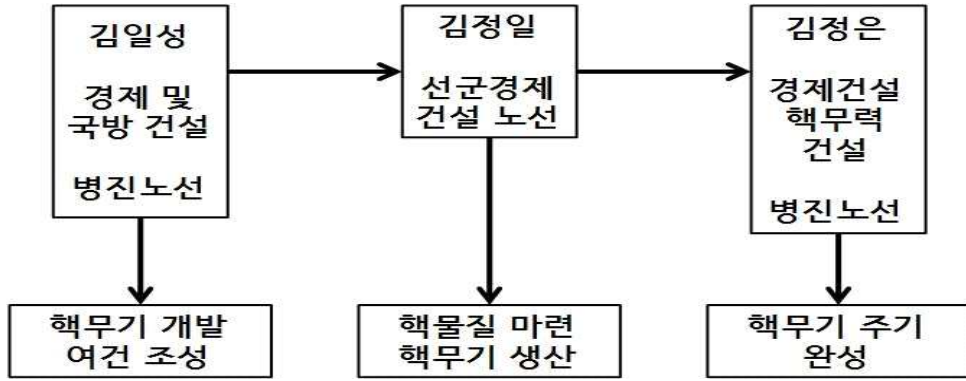 김일성
경제 및
국방 건설
병진노선
김정일
선군경제
건설 노선
김정은
경제건설
핵무력
건설
병진노선
핵무기 개발
여건 조성
핵물질 마련
핵무기 생산
핵무기 주기
완성